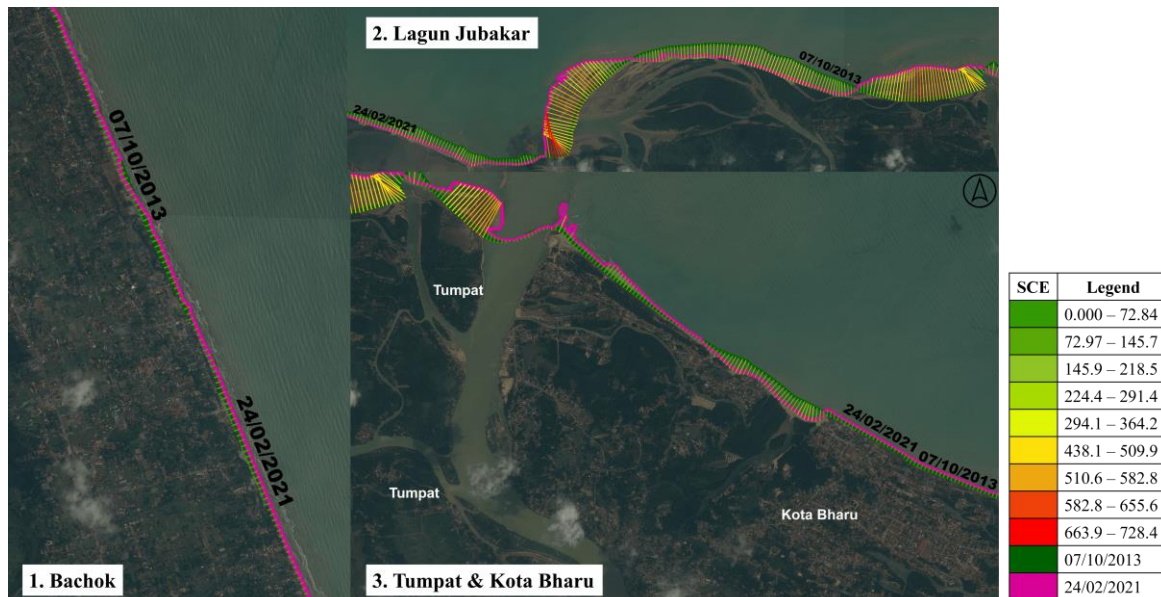 2. Lagun Jubakar
07/10/2013
24/02/2021
07/10/2013
24/02/2021
1. Bachok
24/02/2021
07/10/2013
Tumpat
Tumpat
Kota Bharu
3. Tumpat & Kota Bharu
SCE Legend
0.000 – 72.84
72.97 – 145.7
145.9 – 218.5
224.4 – 291.4
294.1 – 364.2
438.1 – 509.9
510.6 – 582.8
582.8 – 655.6
663.9 – 728.4
07/10/2013
24/02/2021